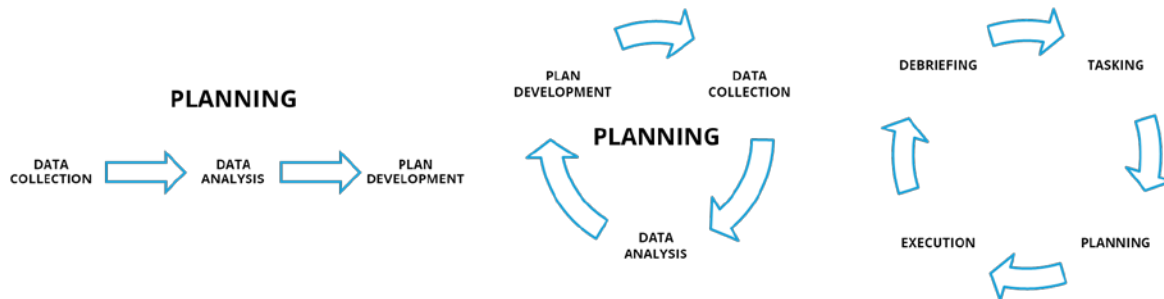 PLANNING
DATA
COLLECTION
DATA
ANALYSIS
PLAN
DEVELOPMENT
PLAN
DEVELOPMENT
DATA
COLLECTION
PLANNING
DATA
ANALYSIS
DEBRIEFING
TASKING
EXECUTION
PLANNING